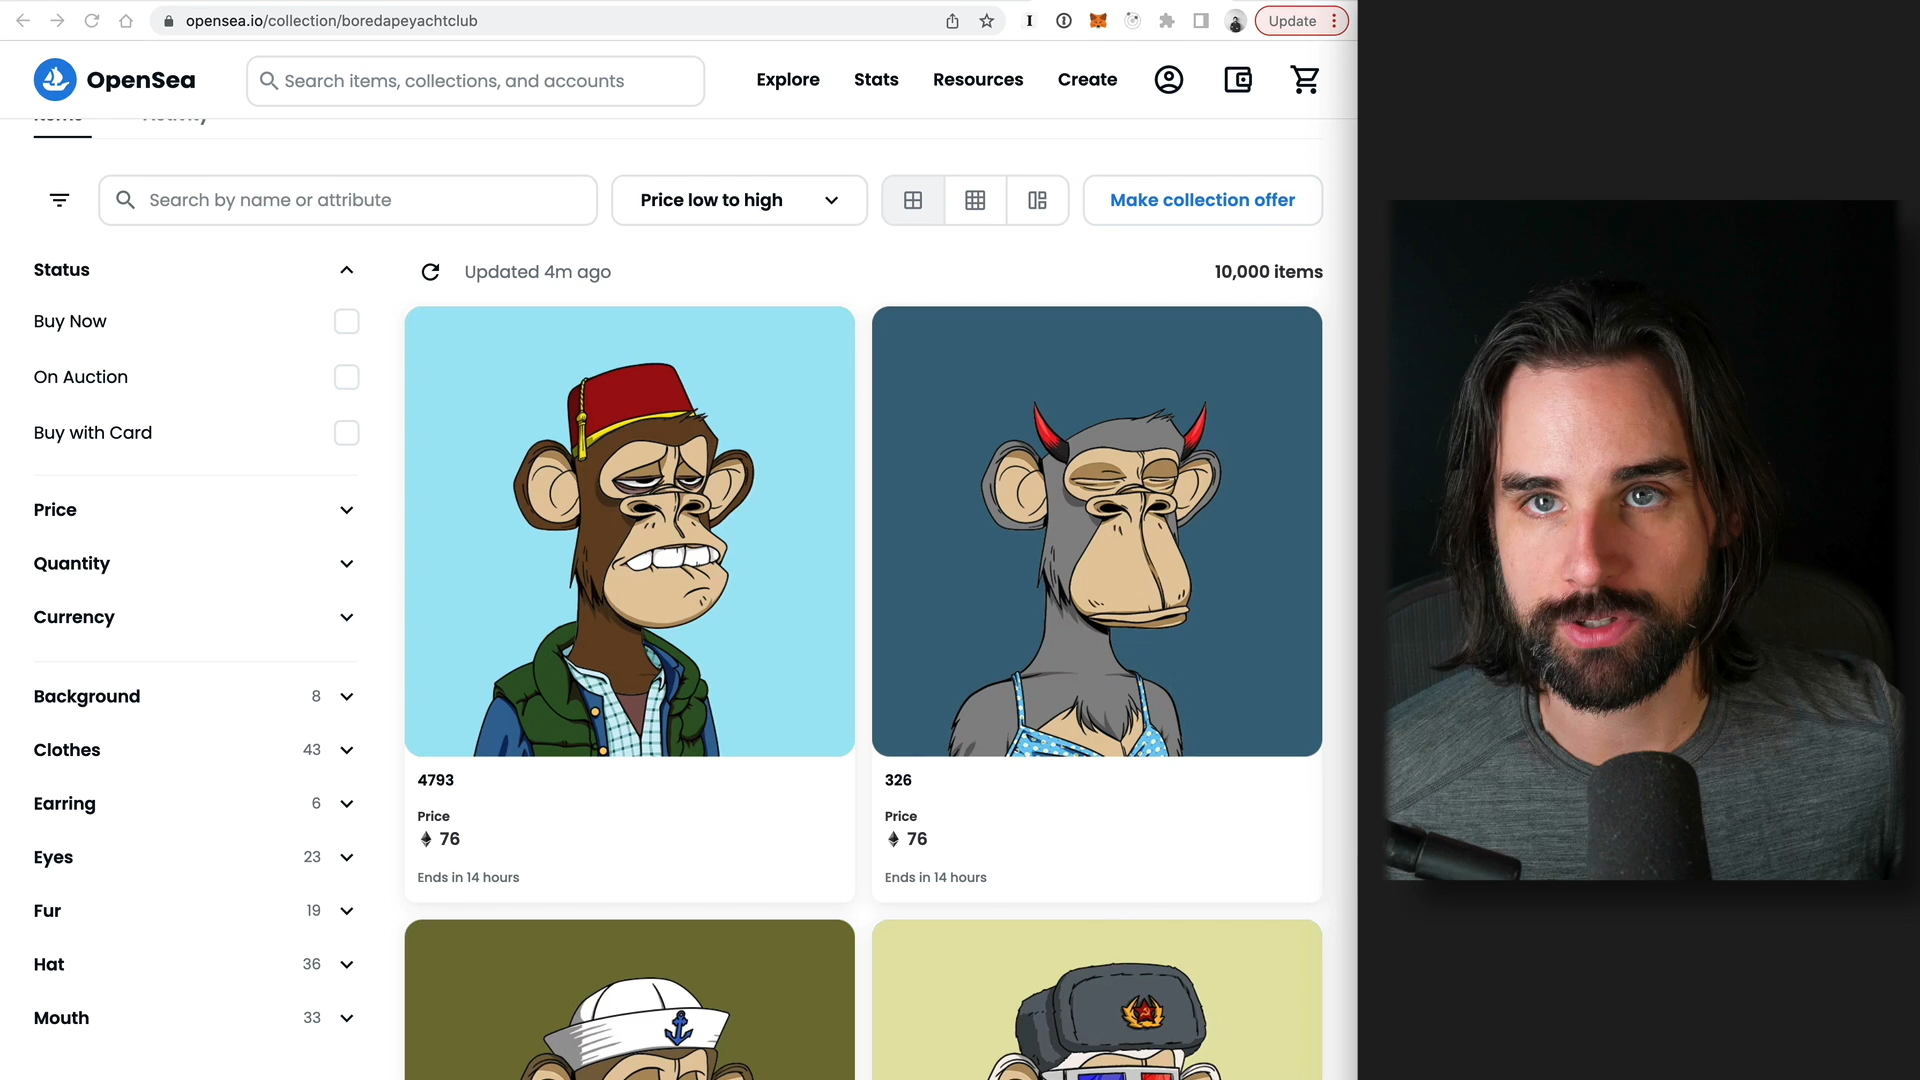 opensea.io/collection/boredapeyachtclub
Update
OpenSea
Search items, collections, and accounts
Explore
Stats
Resources
Create
Items
Activity
Search by name or attribute
Price low to high
Make collection offer
Status
Updated 4m ago
10,000 items
Buy Now
On Auction
Buy with Card
Price
Quantity
Currency
Background 8
Clothes 43
Earring 6
Eyes 23
Fur 19
Hat 36
Mouth 33
4793
Price
76
Ends in 14 hours
326
Price
76
Ends in 14 hours